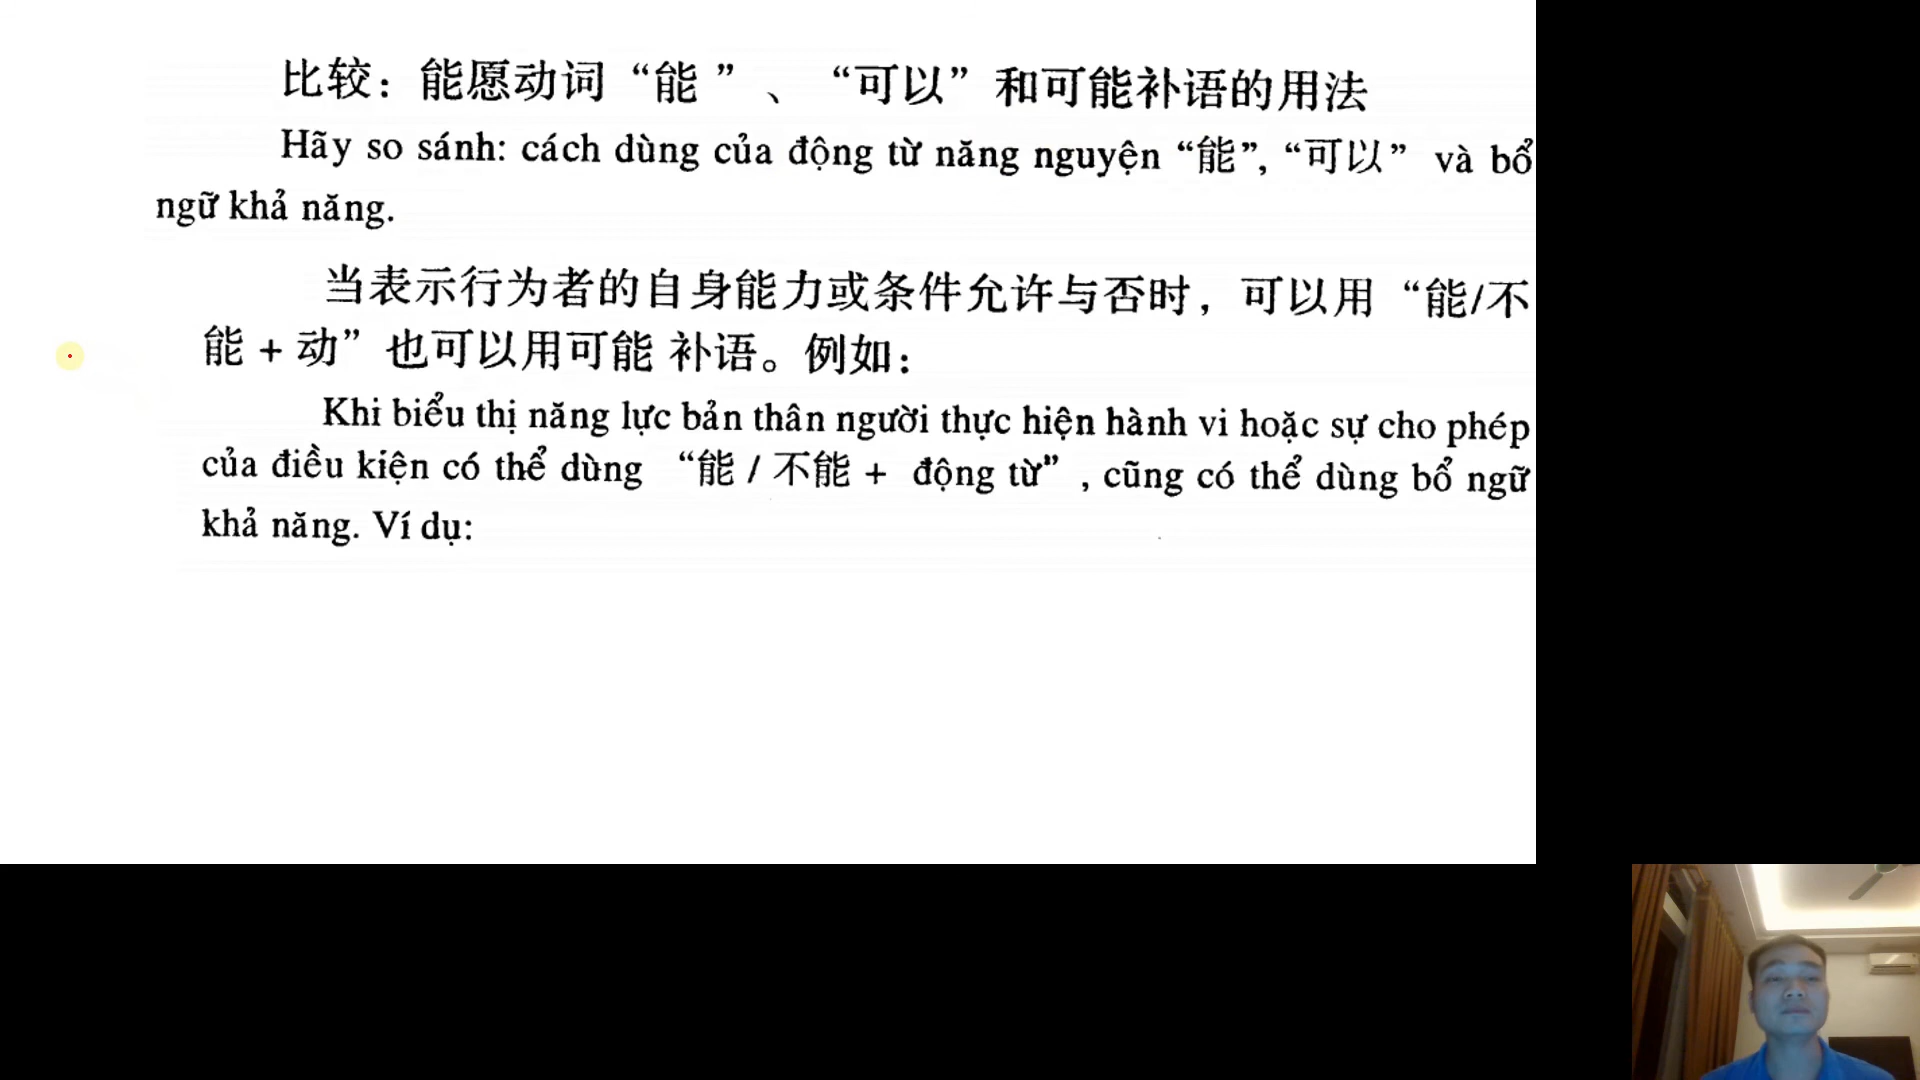 比较：能愿动词“能”、“可以”和可能补语的用法
Hãy so sánh: cách dùng của động từ năng nguyện “能”, “可以” và bổ
ngữ khả năng.
当表示行为者的自身能力或条件允许与否时，可以用“能/不
能 + 动”也可以用可能补语。例如：
Khi biểu thị năng lực bản thân người thực hiện hành vi hoặc sự cho phép
của điều kiện có thể dùng “能 / 不能 + động từ”, cũng có thể dùng bổ ngữ
khả năng. Ví dụ: